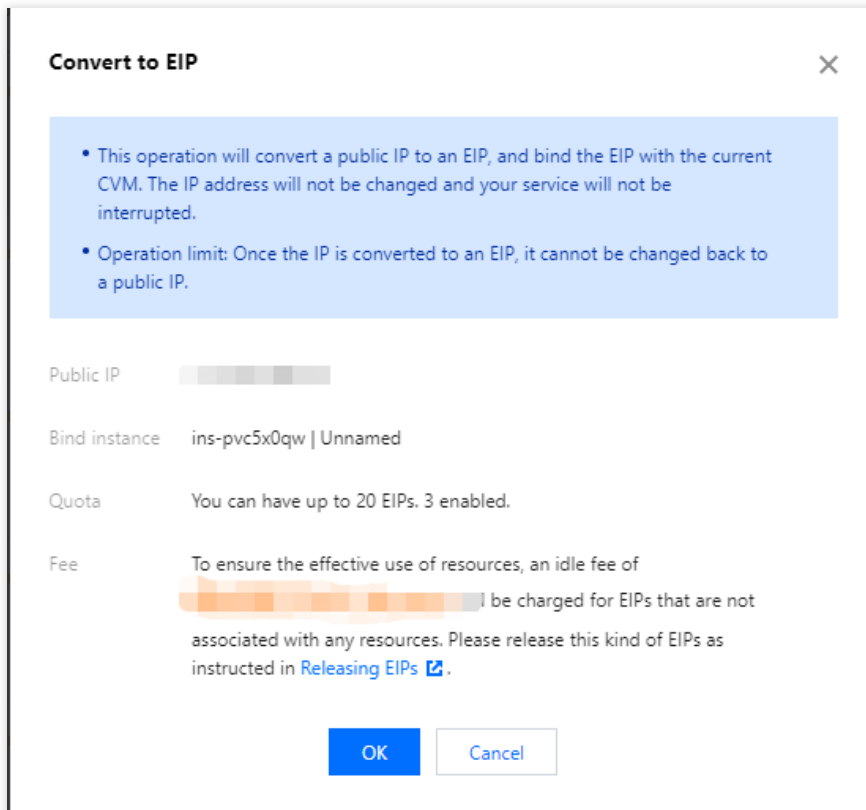 Convert to EIP
• This operation will convert a public IP to an EIP, and bind the EIP with the current
CVM. The IP address will not be changed and your service will not be
interrupted.
• Operation limit: Once the IP is converted to an EIP, it cannot be changed back to
a public IP.
Public IP
Bind instance ins-pvc5x0qw | Unnamed
Quota You can have up to 20 EIPs. 3 enabled.
Fee To ensure the effective use of resources, an idle fee of
be charged for EIPs that are not
associated with any resources. Please release this kind of EIPs as
instructed in Releasing EIPs .
OK Cancel